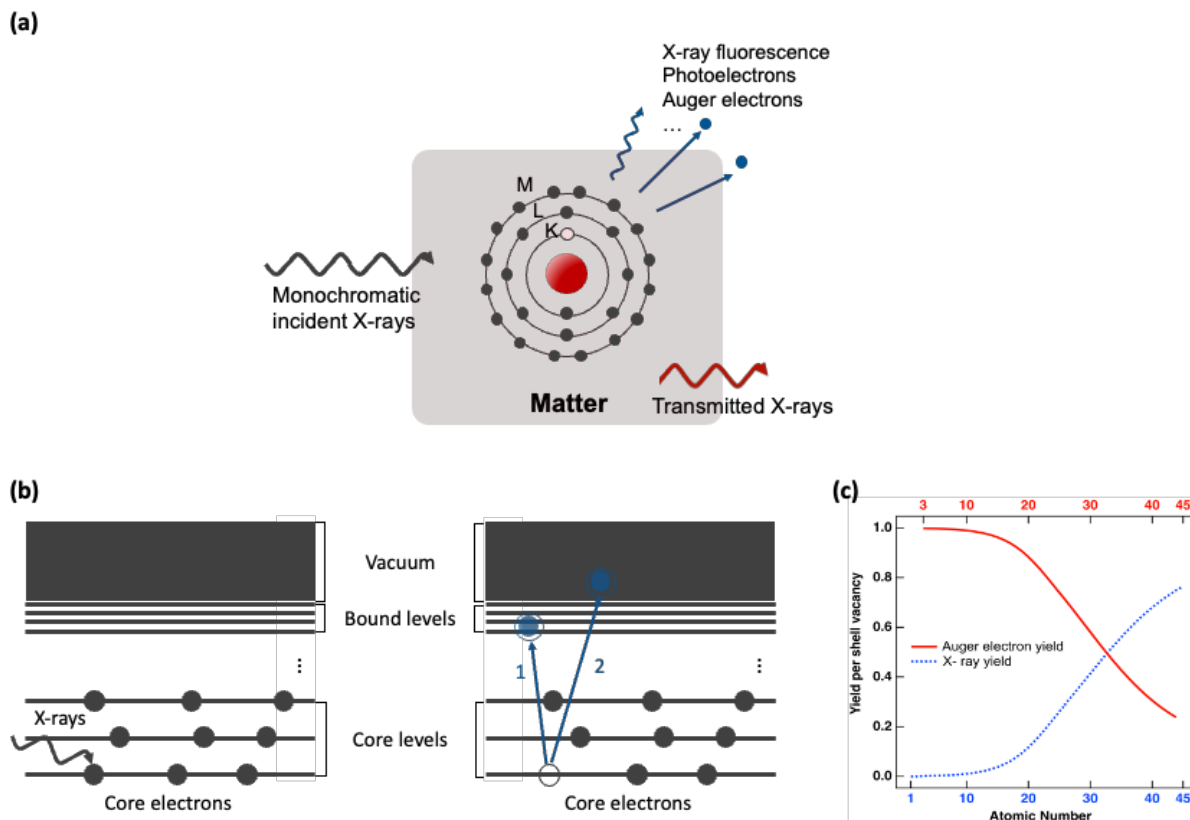 (a)
X-ray fluorescence
Photoelectrons
Auger electrons
...
M
L
K
Monochromatic
incident X-rays
Matter
Transmitted X-rays
(b)
Vacuum
Bound levels
1
2
⋮
⋮
X-rays
Core levels
Core electrons
Core electrons
(c)
3 10 20 30 40 45
1.0
0.8
0.6
0.4
0.2
0.0
Yield per shell vacancy
Auger electron yield
X- ray yield
1 10 20 30 40 45
Atomic Number